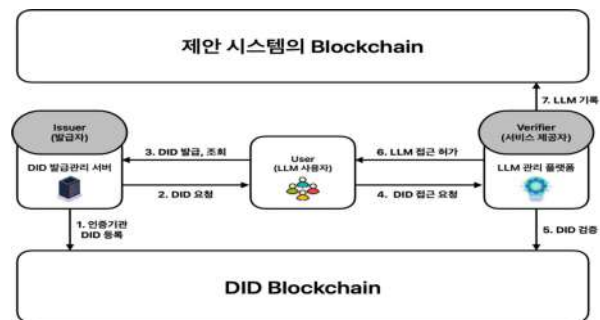 제안 시스템의 Blockchain
7. LLM 기록
Issuer
(발급자)
Verifier
(서비스 제공자)
3. DID 발급, 조회
User
(LLM 사용자)
6. LLM 접근 허가
DID 발급관리 서버
LLM 관리 플랫폼
2. DID 요청
4. DID 접근 요청
1. 인증기관
DID 등록
5. DID 검증
DID Blockchain